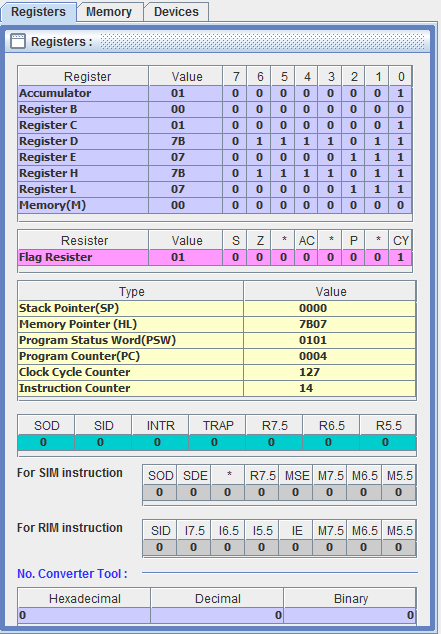 Registers Memory Devices
Registers :
Register Value 7 6 5 4 3 2 1 0
Accumulator 01 0 0 0 0 0 0 0 1
Register B 00 0 0 0 0 0 0 0 0
Register C 01 0 0 0 0 0 0 0 1
Register D 7B 0 1 1 1 1 0 1 1
Register E 07 0 0 0 0 0 1 1 1
Register H 7B 0 1 1 1 1 0 1 1
Register L 07 0 0 0 0 0 1 1 1
Memory(M) 00 0 0 0 0 0 0 0 0
Resister Value S Z * AC * P * CY
Flag Resister 01 0 0 0 0 0 0 0 1
Type Value
Stack Pointer(SP) 0000
Memory Pointer (HL) 7B07
Program Status Word(PSW) 0101
Program Counter(PC) 0004
Clock Cycle Counter 127
Instruction Counter 14
SOD SID INTR TRAP R7.5 R6.5 R5.5
0 0 0 0 0 0 0
For SIM instruction SOD SDE * R7.5 MSE M7.5 M6.5 M5.5
0 0 0 0 0 0 0 0
For RIM instruction SID I7.5 I6.5 I5.5 IE M7.5 M6.5 M5.5
0 0 0 0 0 0 0 0
No. Converter Tool :
Hexadecimal Decimal Binary
0 0 0